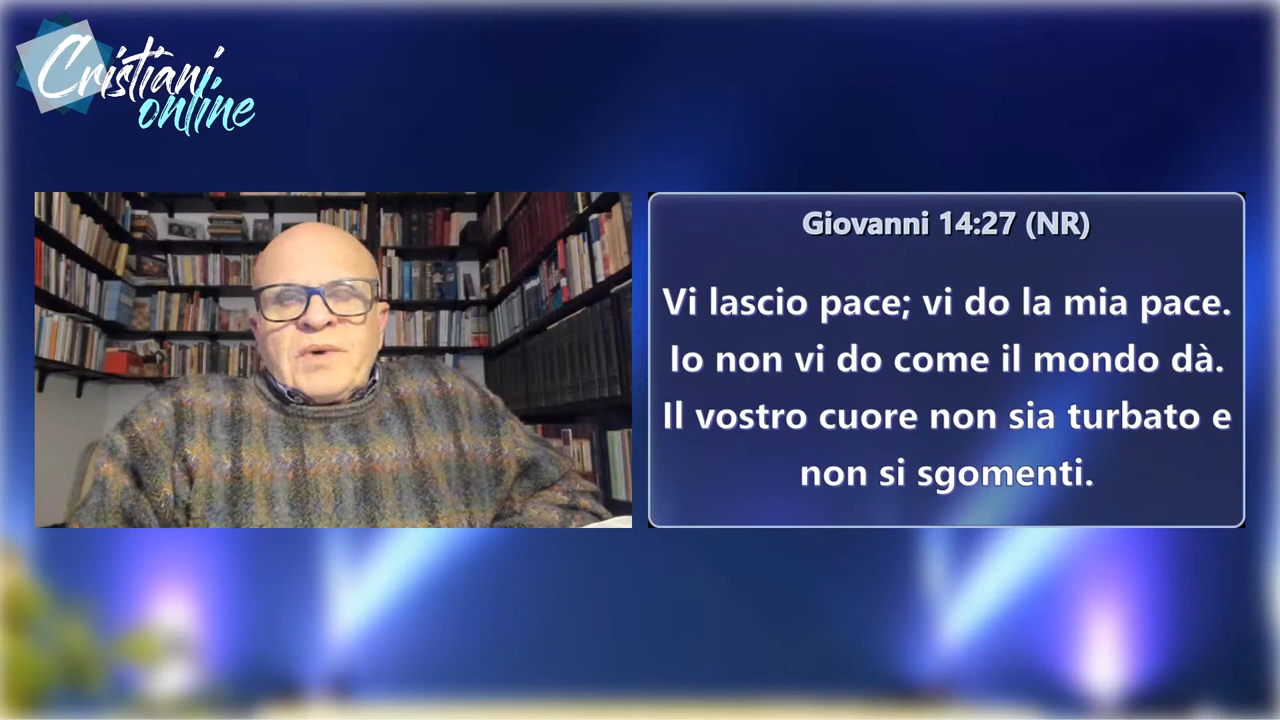 Cristiani
online
Giovanni 14:27 (NR)
Vi lascio pace; vi do la mia pace.
Io non vi do come il mondo dà.
Il vostro cuore non sia turbato e
non si sgomenti.